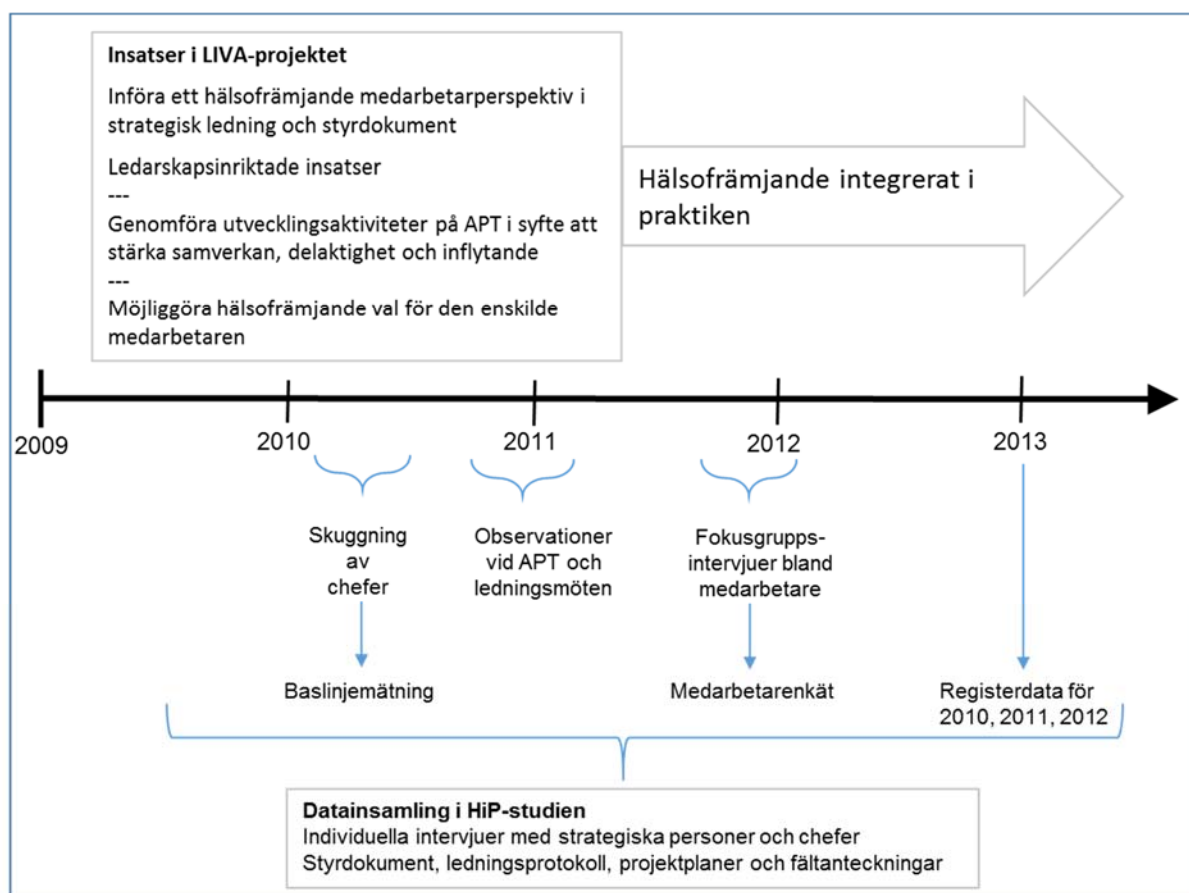 Insatser i LIVA-projektet
Införa ett hälsofrämjande medarbetarperspektiv i
strategisk ledning och styrdokument
Ledarskapsinriktade insatser
---
Genomföra utvecklingsaktiviteter på APT i syfte att
stärka samverkan, delaktighet och inflytande
---
Möjliggöra hälsofrämjande val för den enskilde
medarbetaren
Hälsofrämjande integrerat i
praktiken
2009
2010
2011
2012
2013
Skuggning
av
chefer
Observationer
vid APT och
ledningsmöten
Fokusgrupps-
intervjuer bland
medarbetare
Baslinjemätning
Medarbetarenkät
Registerdata för
2010, 2011, 2012
Datainsamling i HiP-studien
Individuella intervjuer med strategiska personer och chefer
Styrdokument, ledningsprotokoll, projektplaner och fältanteckningar